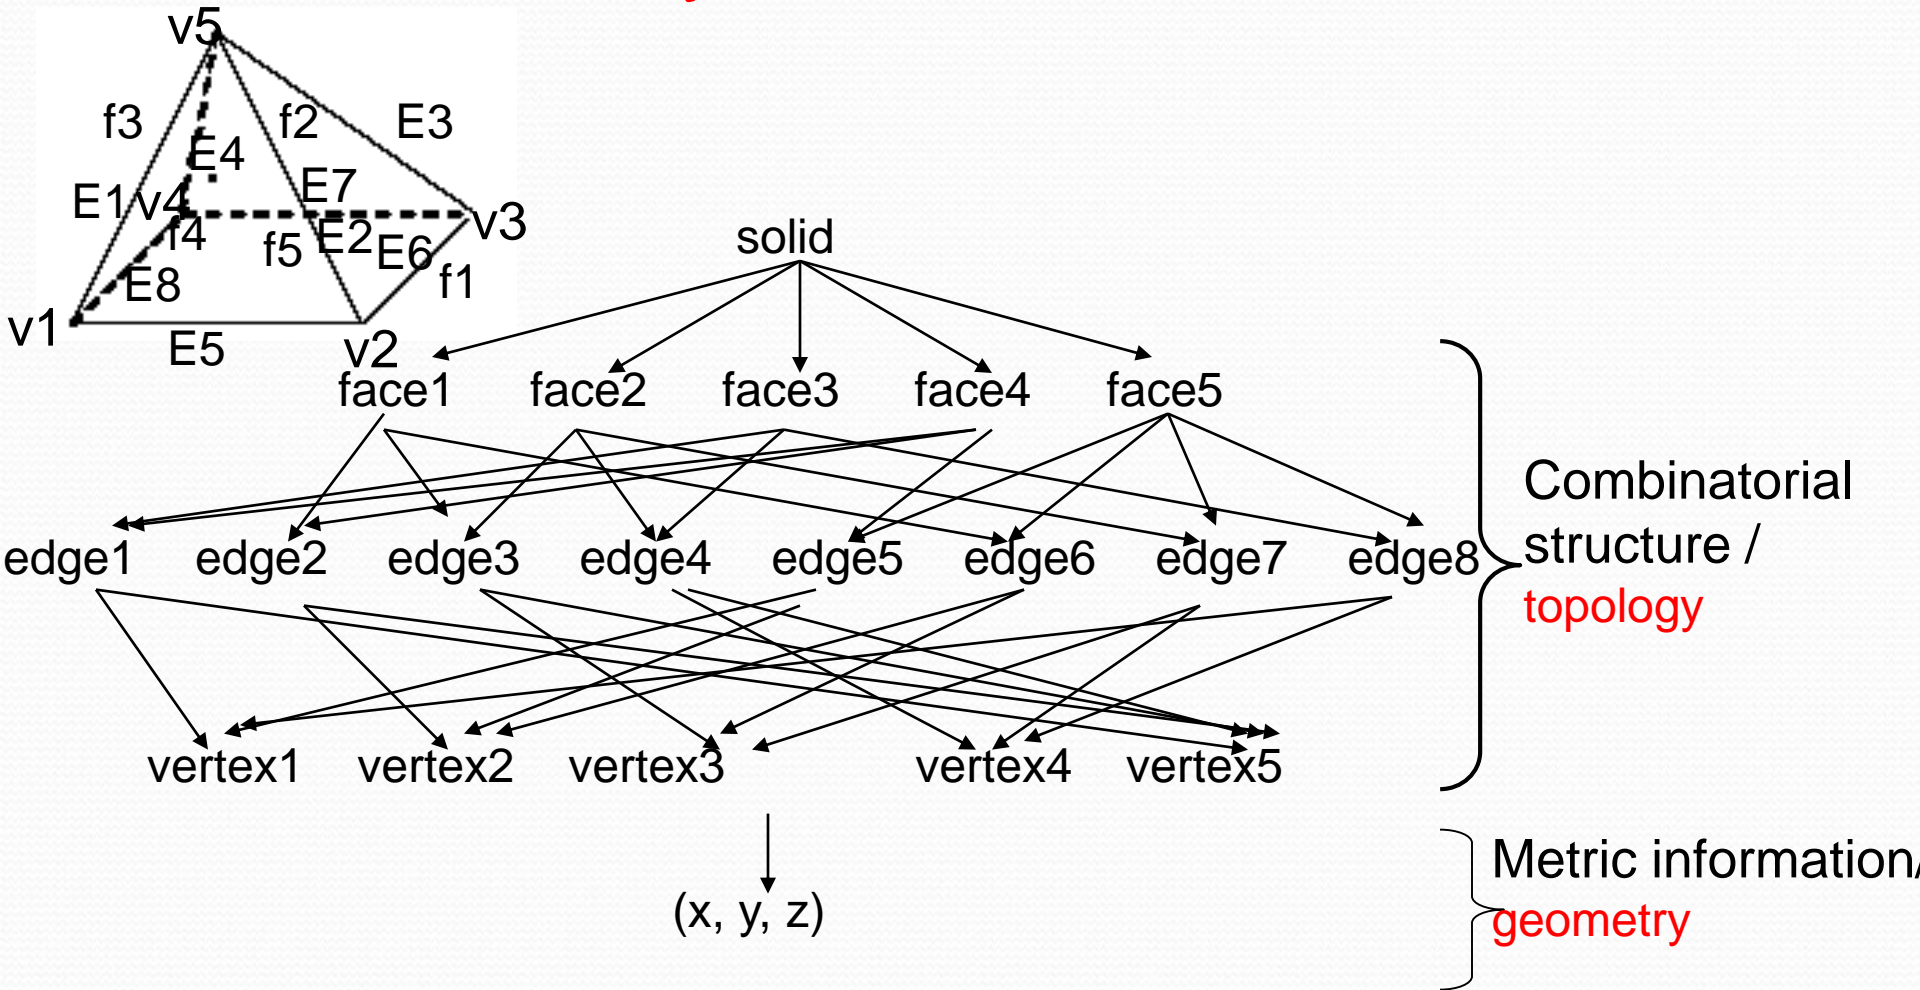 v5
f3
f2
E3
E4
E7
E1
v4
v3
f4
f5
E2
E6
E8
f1
v1
E5
v2
solid
face1 face2 face3 face4 face5
edge1 edge2 edge3 edge4 edge5 edge6 edge7 edge8
vertex1 vertex2 vertex3 vertex4 vertex5
(x, y, z)
Combinatorial
structure /
topology
Metric information/
geometry